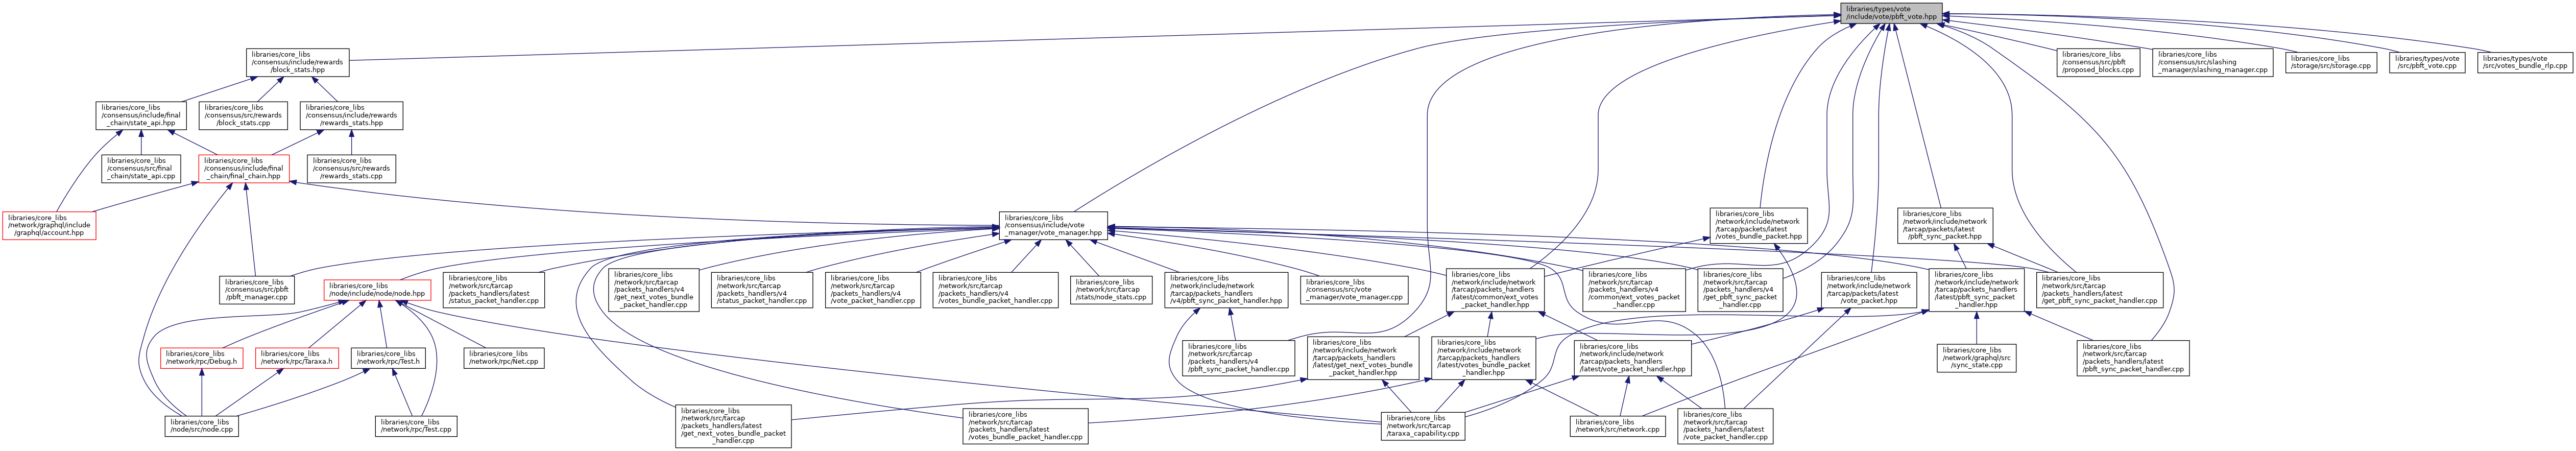 libraries/types/vote
/include/vote/pbft_vote.hpp
libraries/core_libs
/consensus/include/rewards
/block_stats.hpp
libraries/core_libs
/consensus/src/pbft
/proposed_blocks.cpp
libraries/core_libs
/consensus/src/slashing
_manager/slashing_manager.cpp
libraries/core_libs
/storage/src/storage.cpp
libraries/types/vote
/src/pbft_vote.cpp
libraries/types/vote
/src/votes_bundle_rlp.cpp
libraries/core_libs
/consensus/include/final
_chain/state_api.hpp
libraries/core_libs
/consensus/src/rewards
/block_stats.cpp
libraries/core_libs
/consensus/include/rewards
/rewards_stats.hpp
libraries/core_libs
/consensus/src/final
_chain/state_api.cpp
libraries/core_libs
/consensus/include/final
_chain/final_chain.hpp
libraries/core_libs
/consensus/src/rewards
/rewards_stats.cpp
libraries/core_libs
/network/graphql/include
/graphql/account.hpp
libraries/core_libs
/consensus/include/vote
_manager/vote_manager.hpp
libraries/core_libs
/network/include/network
/tarcap/packets/latest
/votes_bundle_packet.hpp
libraries/core_libs
/network/include/network
/tarcap/packets/latest
/pbft_sync_packet.hpp
libraries/core_libs
/consensus/src/pbft
/pbft_manager.cpp
libraries/core_libs
/node/include/node/node.hpp
libraries/core_libs
/network/src/tarcap
/packets_handlers/latest
/status_packet_handler.cpp
libraries/core_libs
/network/src/tarcap
/packets_handlers/v4
/get_next_votes_bundle
_packet_handler.cpp
libraries/core_libs
/network/src/tarcap
/packets_handlers/v4
/status_packet_handler.cpp
libraries/core_libs
/network/src/tarcap
/packets_handlers/v4
/vote_packet_handler.cpp
libraries/core_libs
/network/src/tarcap
/packets_handlers/v4
/votes_bundle_packet_handler.cpp
libraries/core_libs
/network/src/tarcap
/stats/node_stats.cpp
libraries/core_libs
/network/include/network
/tarcap/packets_handlers
/v4/pbft_sync_packet_handler.hpp
libraries/core_libs
/consensus/src/vote
_manager/vote_manager.cpp
libraries/core_libs
/network/include/network
/tarcap/packets_handlers
/latest/common/ext_votes
_packet_handler.hpp
libraries/core_libs
/network/src/tarcap
/packets_handlers/v4
/common/ext_votes_packet
_handler.cpp
libraries/core_libs
/network/src/tarcap
/packets_handlers/v4
/get_pbft_sync_packet
_handler.cpp
libraries/core_libs
/network/include/network
/tarcap/packets/latest
/vote_packet.hpp
libraries/core_libs
/network/include/network
/tarcap/packets_handlers
/latest/pbft_sync_packet
_handler.hpp
libraries/core_libs
/network/src/tarcap
/packets_handlers/latest
/get_pbft_sync_packet_handler.cpp
libraries/core_libs
/network/rpc/Debug.h
libraries/core_libs
/network/rpc/Taraxa.h
libraries/core_libs
/network/rpc/Test.h
libraries/core_libs
/network/rpc/Net.cpp
libraries/core_libs
/network/src/tarcap
/packets_handlers/v4
/pbft_sync_packet_handler.cpp
libraries/core_libs
/network/include/network
/tarcap/packets_handlers
/latest/get_next_votes_bundle
_packet_handler.hpp
libraries/core_libs
/network/include/network
/tarcap/packets_handlers
/latest/votes_bundle_packet
_handler.hpp
libraries/core_libs
/network/include/network
/tarcap/packets_handlers
/latest/vote_packet_handler.hpp
libraries/core_libs
/network/graphql/src
/sync_state.cpp
libraries/core_libs
/network/src/tarcap
/packets_handlers/latest
/pbft_sync_packet_handler.cpp
libraries/core_libs
/node/src/node.cpp
libraries/core_libs
/network/rpc/Test.cpp
libraries/core_libs
/network/src/tarcap
/packets_handlers/latest
/get_next_votes_bundle_packet
_handler.cpp
libraries/core_libs
/network/src/tarcap
/packets_handlers/latest
/votes_bundle_packet_handler.cpp
libraries/core_libs
/network/src/tarcap
/taraxa_capability.cpp
libraries/core_libs
/network/src/network.cpp
libraries/core_libs
/network/src/tarcap
/packets_handlers/latest
/vote_packet_handler.cpp